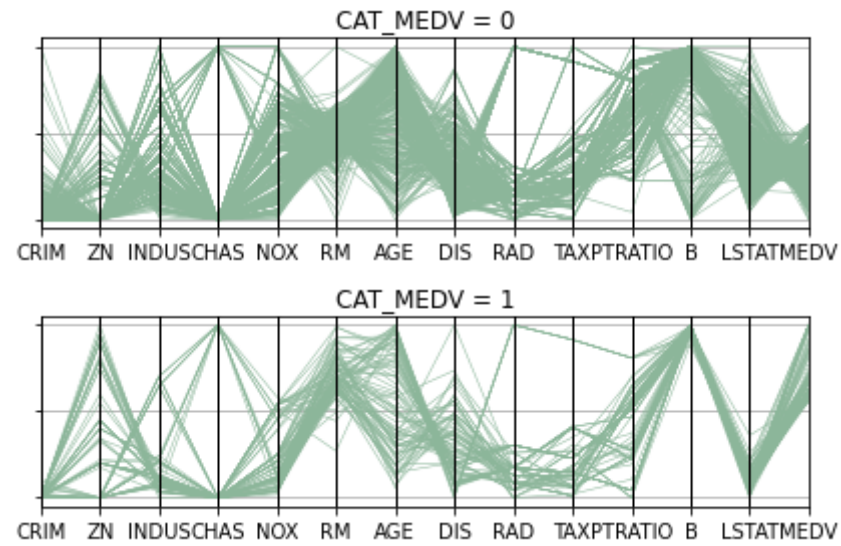 CAT_MEDV = 0
CRIM ZN INDUSCHAS NOX RM AGE DIS RAD TAXPTRATIO B LSTATMEDV
CAT_MEDV = 1
CRIM ZN INDUSCHAS NOX RM AGE DIS RAD TAXPTRATIO B LSTATMEDV